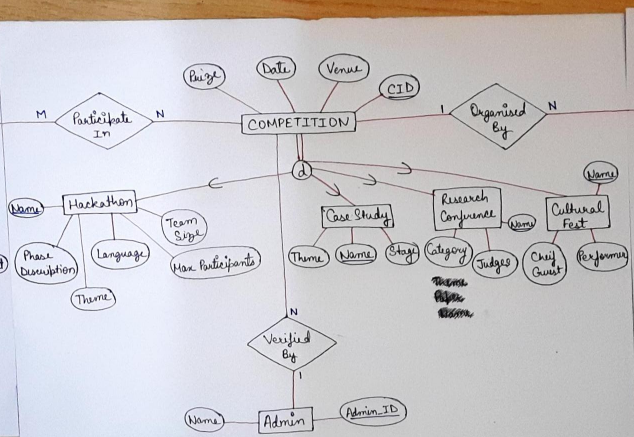 Prize
Date
Venue
CID
M
Participate
In
N
COMPETITION
1
Organised
By
N
d
Name
Hackathon
Team
Size
Phase
Description
Language
Max Participants
Theme
Case Study
Theme
Name
Stage
Research
Conference
Name
Category
Judges
Name
Cultural
Fest
Cheif
Guest
Performer
N
Verified
By
1
Name
Admin
Admin_ID